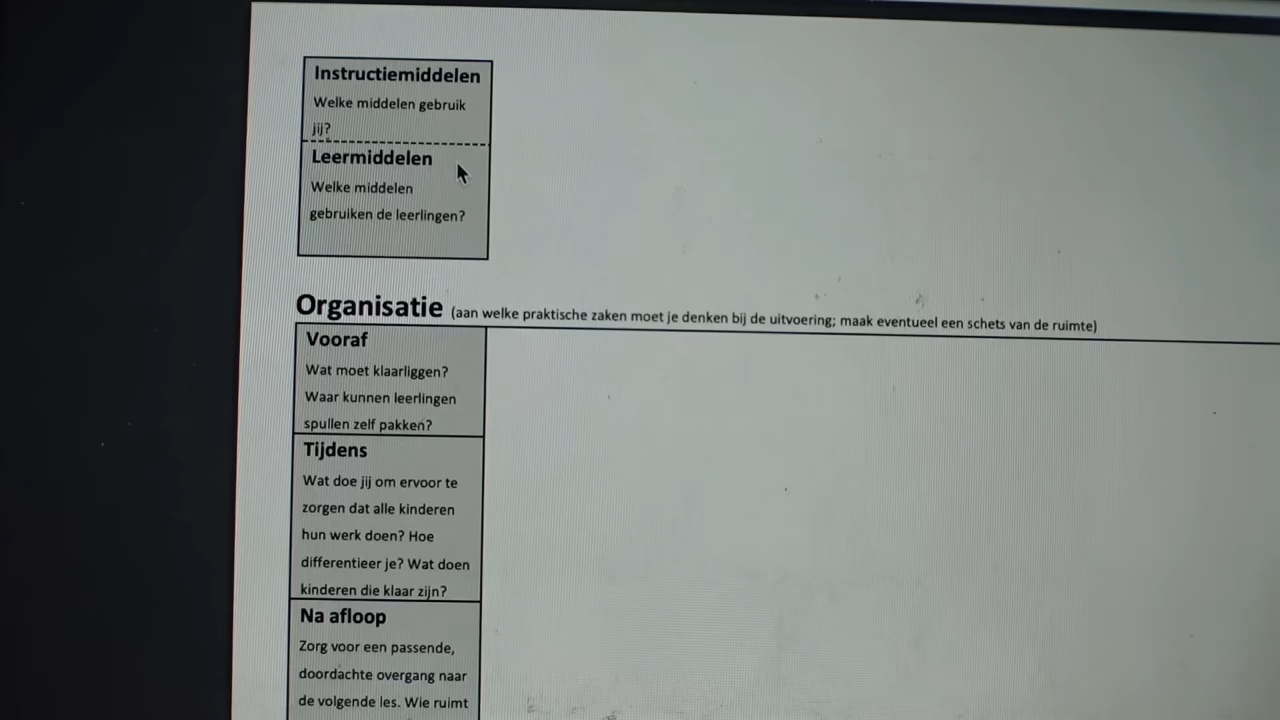 Instructiemiddelen
Welke middelen gebruik
jij?
Leermiddelen
Welke middelen
gebruiken de leerlingen?
Organisatie (aan welke praktische zaken moet je denken bij de uitvoering; maak eventueel een schets van de ruimte)
Vooraf
Wat moet klaarliggen?
Waar kunnen leerlingen
spullen zelf pakken?
Tijdens
Wat doe jij om ervoor te
zorgen dat alle kinderen
hun werk doen? Hoe
differentieer je? Wat doen
kinderen die klaar zijn?
Na afloop
Zorg voor een passende,
doordachte overgang naar
de volgende les. Wie ruimt